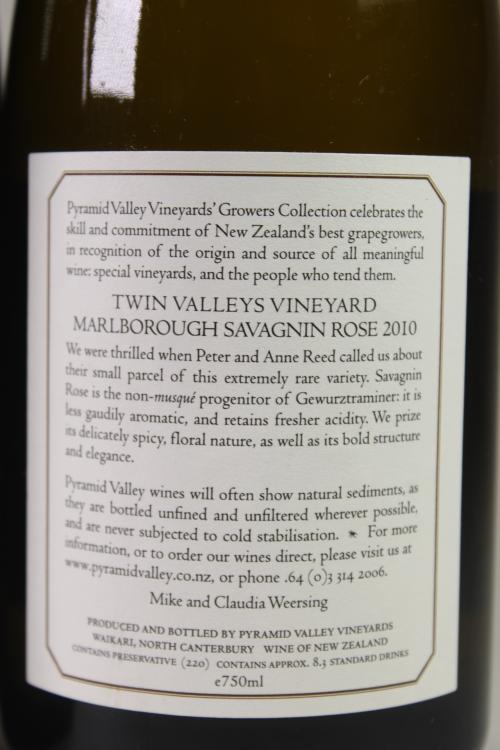 Pyramid Valley Vineyards' Growers Collection celebrates the
skill and commitment of New Zealand's best grapegrowers,
in recognition of the origin and source of all meaningful
wine: special vineyards, and the people who tend them.
TWIN VALLEYS VINEYARD
MARLBOROUGH SAVAGNIN ROSE 2010
We were thrilled when Peter and Anne Reed called us about
their small parcel of this extremely rare variety. Savagnin
Rose is the non-musqué progenitor of Gewurztraminer: it is
less gaudily aromatic, and retains fresher acidity. We prize
its delicately spicy, floral nature, as well as its bold structure
and elegance.
Pyramid Valley wines will often show natural sediments, as
they are bottled unfined and unfiltered wherever possible,
and are never subjected to cold stabilisation. For more
information, or to order our wines direct, please visit us at
www.pyramidvalley.co.nz, or phone .64 (0)3 314 2006.
Mike and Claudia Weersing
PRODUCED AND BOTTLED BY PYRAMID VALLEY VINEYARDS
WAIKARI, NORTH CANTERBURY WINE OF NEW ZEALAND
CONTAINS PRESERVATIVE (220) CONTAINS APPROX. 8.3 STANDARD DRINKS
e750ml